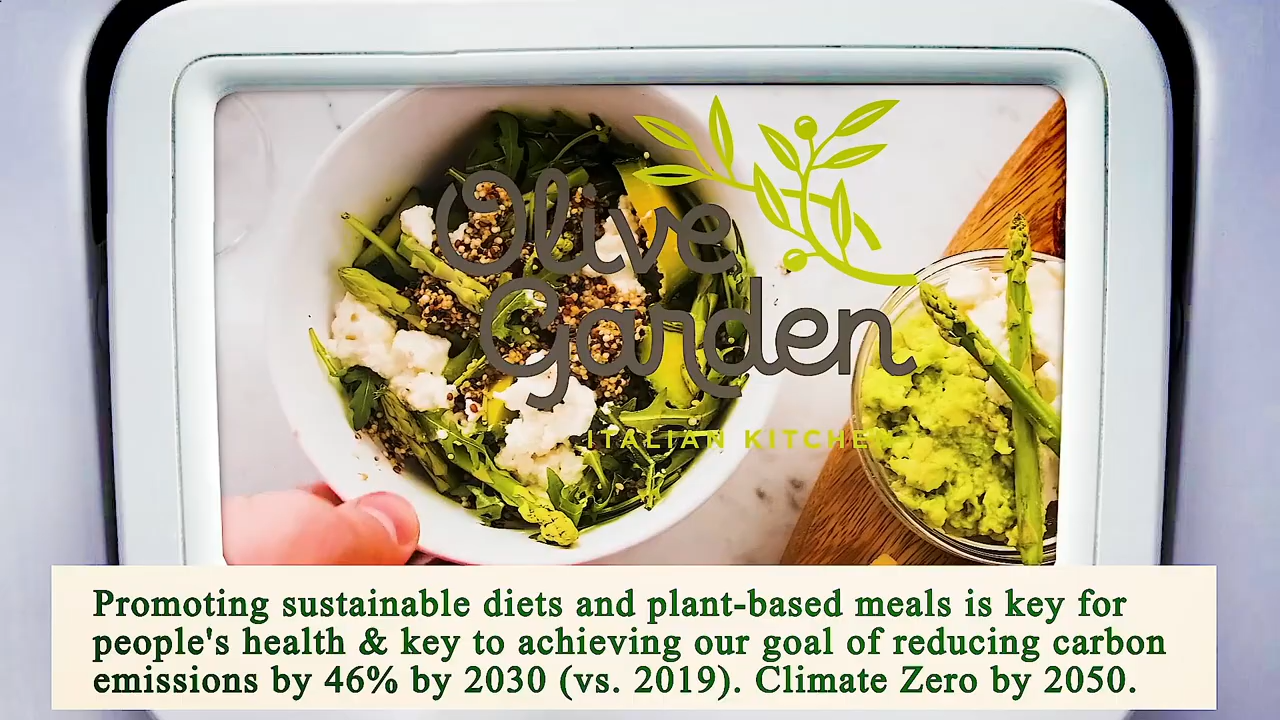 Olive
Garden
ITALIAN KITCHEN
Promoting sustainable diets and plant-based meals is key for
people's health & key to achieving our goal of reducing carbon
emissions by 46% by 2030 (vs. 2019). Climate Zero by 2050.